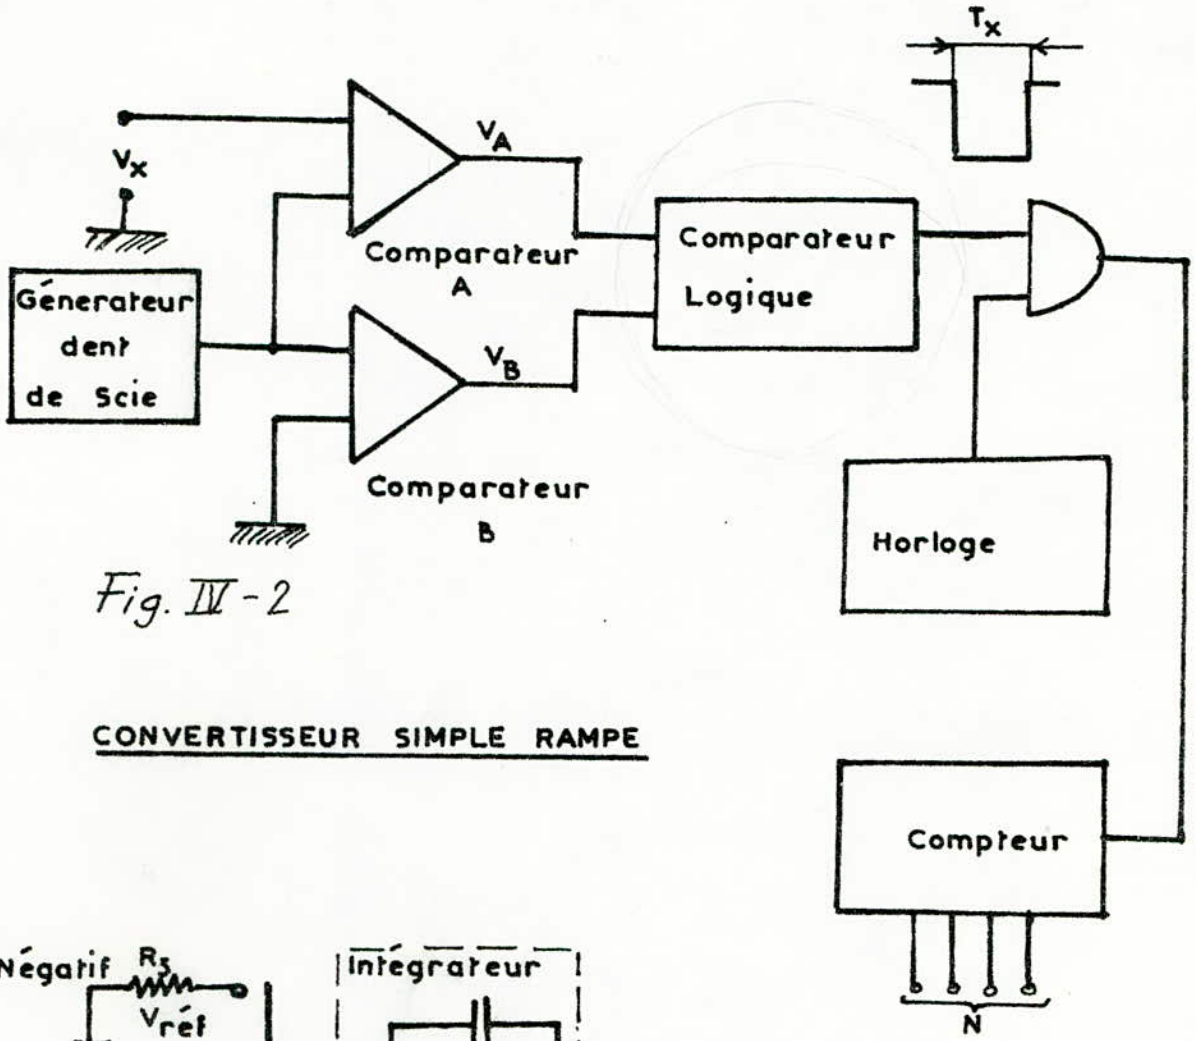 Tx
VA
Vx
Comparateur
A
Comparateur
Logique
Génerateur
dent
de Scie
VB
Comparateur
B
Horloge
Fig. IV-2
CONVERTISSEUR SIMPLE RAMPE
Compteur
N
Négatif
R3
Vréf
Intégrateur